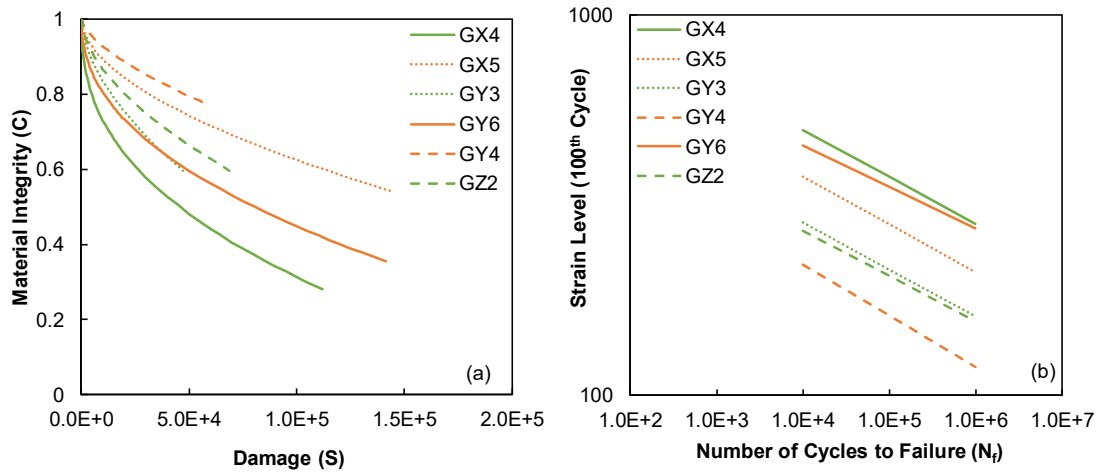 1
0.8
0.6
0.4
0.2
0
0.0E+0
5.0E+4
1.0E+5
1.5E+5
2.0E+5
Material Integrity (C)
Damage (S)
GX4
GX5
GY3
GY6
GY4
GZ2
(a)
1000
100
1.0E+2
1.0E+3
1.0E+4
1.0E+5
1.0E+6
1.0E+7
Strain Level (100th Cycle)
Number of Cycles to Failure (Nf)
GX4
GX5
GY3
GY4
GY6
GZ2
(b)